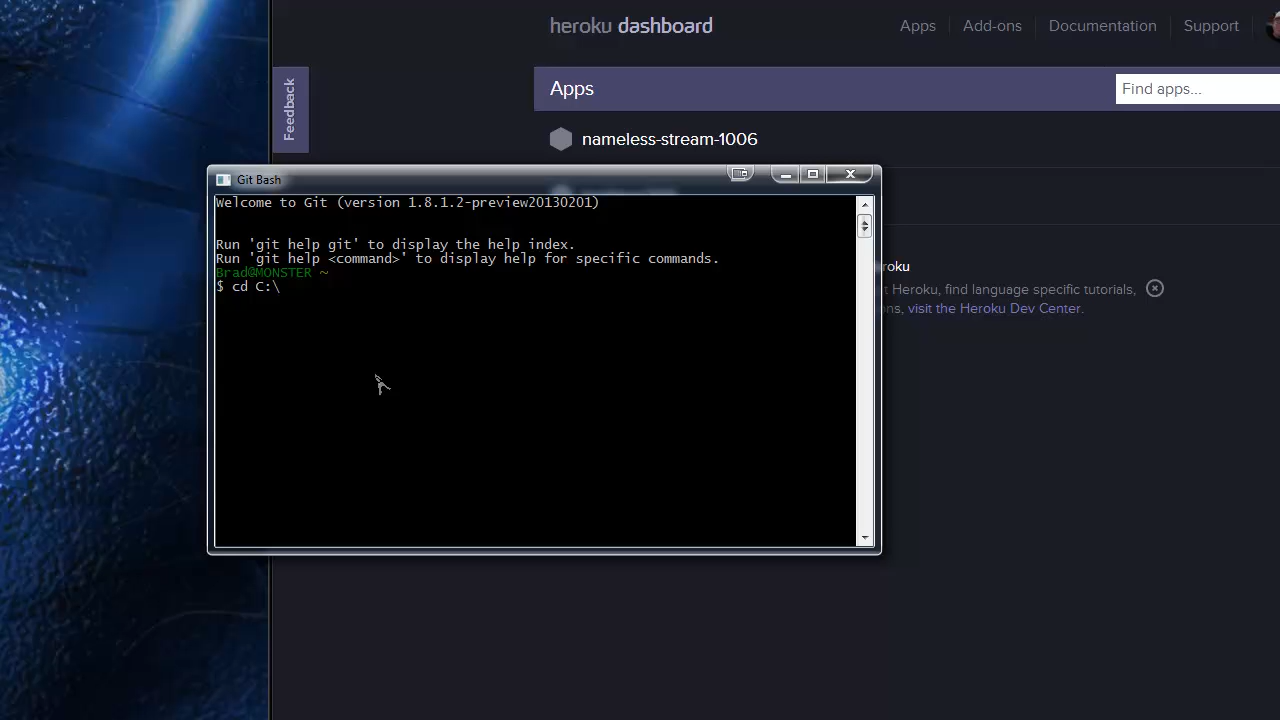 heroku dashboard
Apps
Add-ons
Documentation
Support
Feedback
Apps
Find apps...
nameless-stream-1006
Git Bash
Welcome to Git (version 1.8.1.2-preview20130201)
Run 'git help git' to display the help index.
Run 'git help <command>' to display help for specific commands.
Brad@MONSTER ~
$ cd C:\
roku
t Heroku, find language specific tutorials,
ons, visit the Heroku Dev Center.